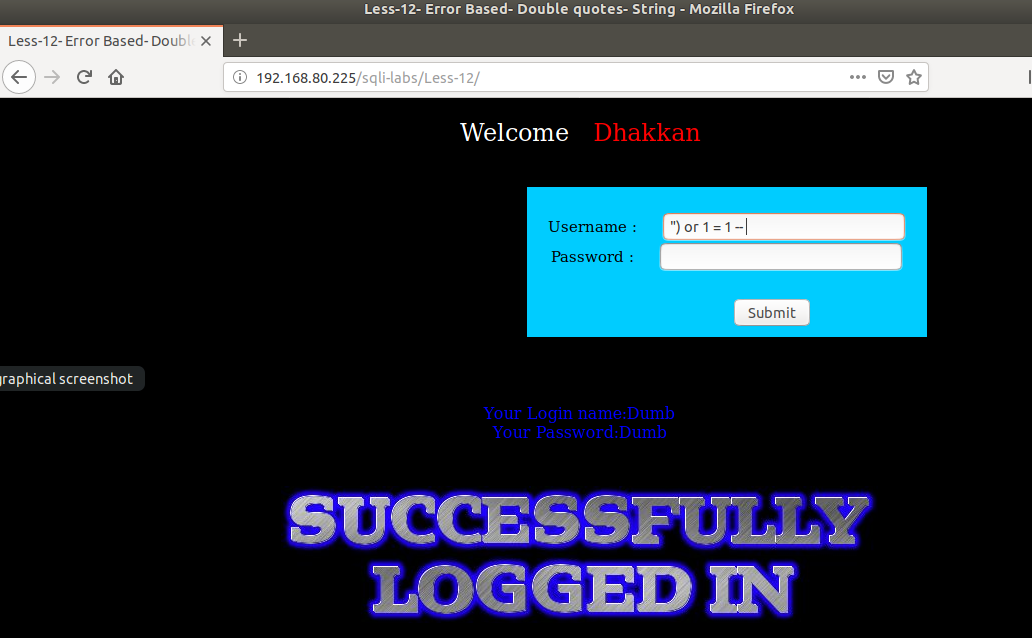 Less-12- Error Based- Double quotes- String - Mozilla Firefox
Less-12- Error Based- Doubl
192.168.80.225/sqli-labs/Less-12/
Welcome Dhakkan
Username : ") or 1 = 1 --
Password :
Submit
graphical screenshot
Your Login name:Dumb
Your Password:Dumb
SUCCESSFULLY
LOGGED IN